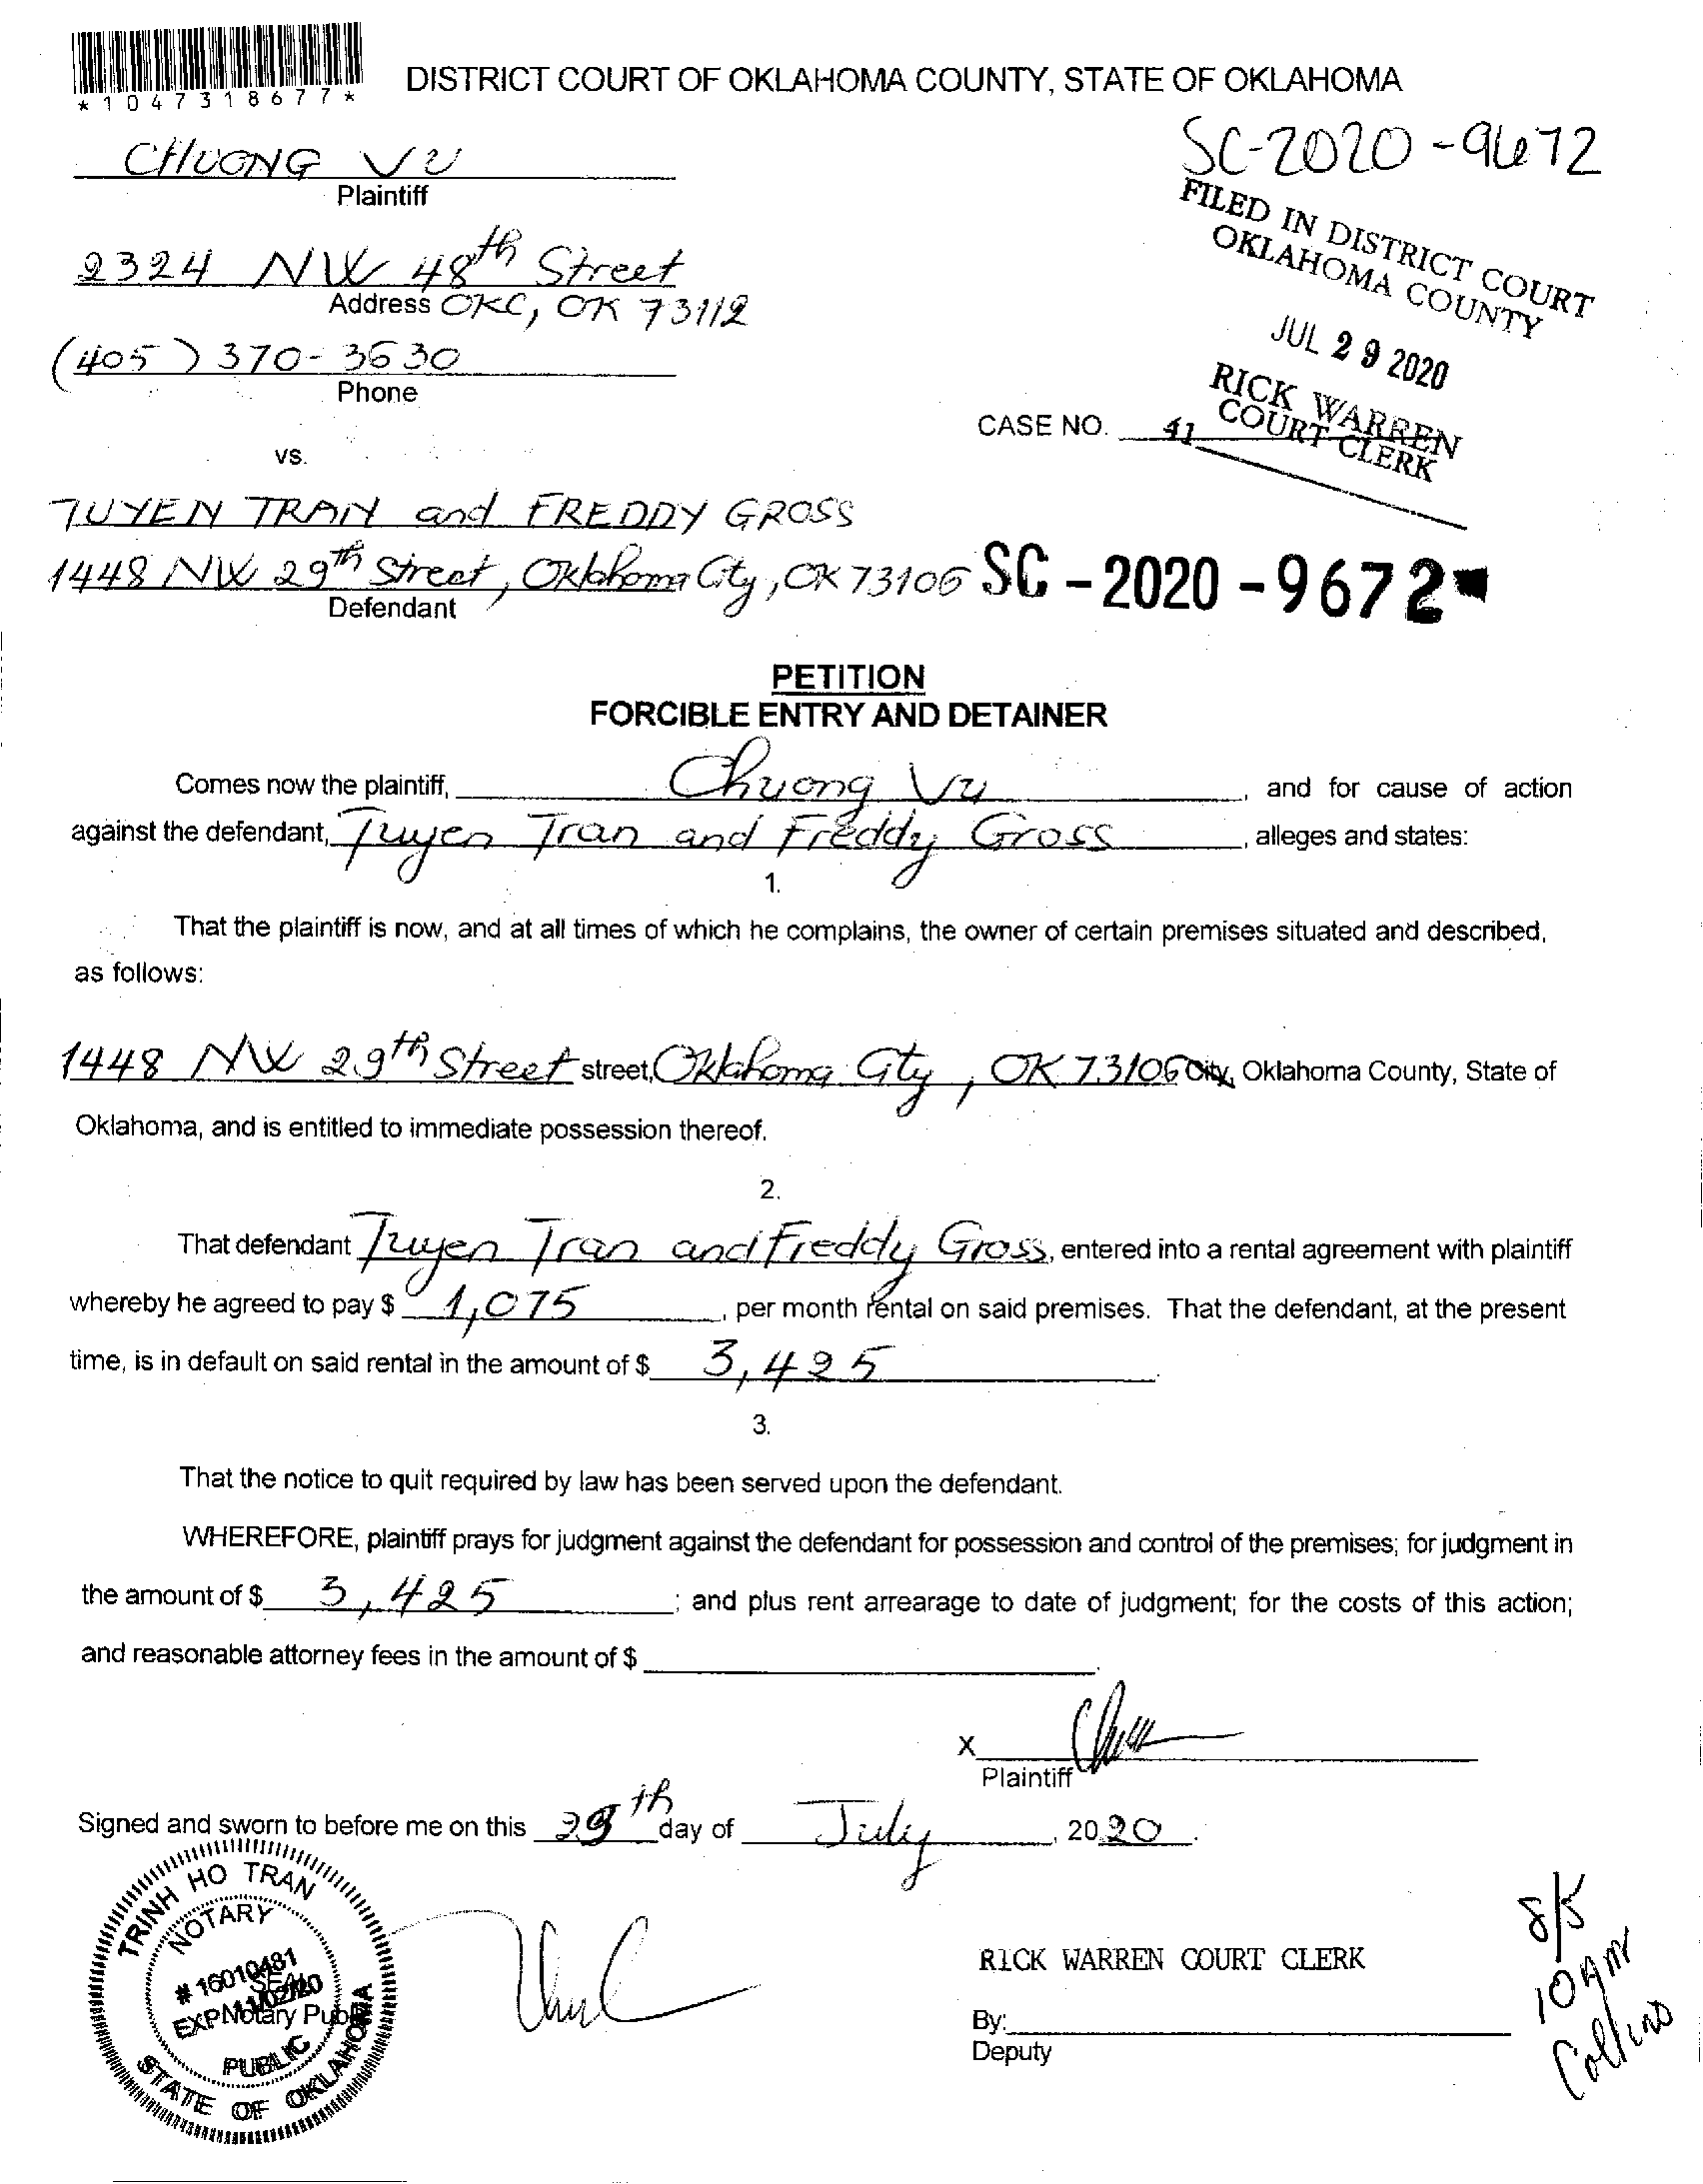 *1047318677*
DISTRICT COURT OF OKLAHOMA COUNTY, STATE OF OKLAHOMA
CHUONG VU
Plaintiff
SC-2020-9672
FILED IN DISTRICT COURT
OKLAHOMA COUNTY
JUL 29 2020
RICK WARREN
COURT CLERK
2324 NW 48th Street
Address OKC, OK 73112
(405) 370-3630
Phone
CASE NO.
41
vs.
TUYEN TRAN and FREDDY GROSS
1448 NW 29th Street, Oklahoma City, OK 73106
Defendant
SC-2020-9672
PETITION
FORCIBLE ENTRY AND DETAINER
Comes now the plaintiff, Chuong Vu, and for cause of action
against the defendant, Tuyen Tran and Freddy Gross, alleges and states:
1.
That the plaintiff is now, and at all times of which he complains, the owner of certain premises situated and described,
as follows:
1448 NW 29th Street street, Oklahoma City, OK 73106 City, Oklahoma County, State of
Oklahoma, and is entitled to immediate possession thereof.
2.
That defendant Tuyen Tran and Freddy Gross, entered into a rental agreement with plaintiff
whereby he agreed to pay $ 1,075, per month rental on said premises. That the defendant, at the present
time, is in default on said rental in the amount of $ 3,425.
3.
That the notice to quit required by law has been served upon the defendant.
WHEREFORE, plaintiff prays for judgment against the defendant for possession and control of the premises; for judgment in
the amount of $ 3,425; and plus rent arrearage to date of judgment; for the costs of this action;
and reasonable attorney fees in the amount of $ .
X
Plaintiff
Signed and sworn to before me on this 29th day of July, 2020.
TRINH HO TRAN
NOTARY
# 16010481
SEAL
EXP 11/02/20
Notary Public
PUBLIC
STATE OF OKLAHOMA
RICK WARREN COURT CLERK
By:
Deputy
8/5
10am
Collins